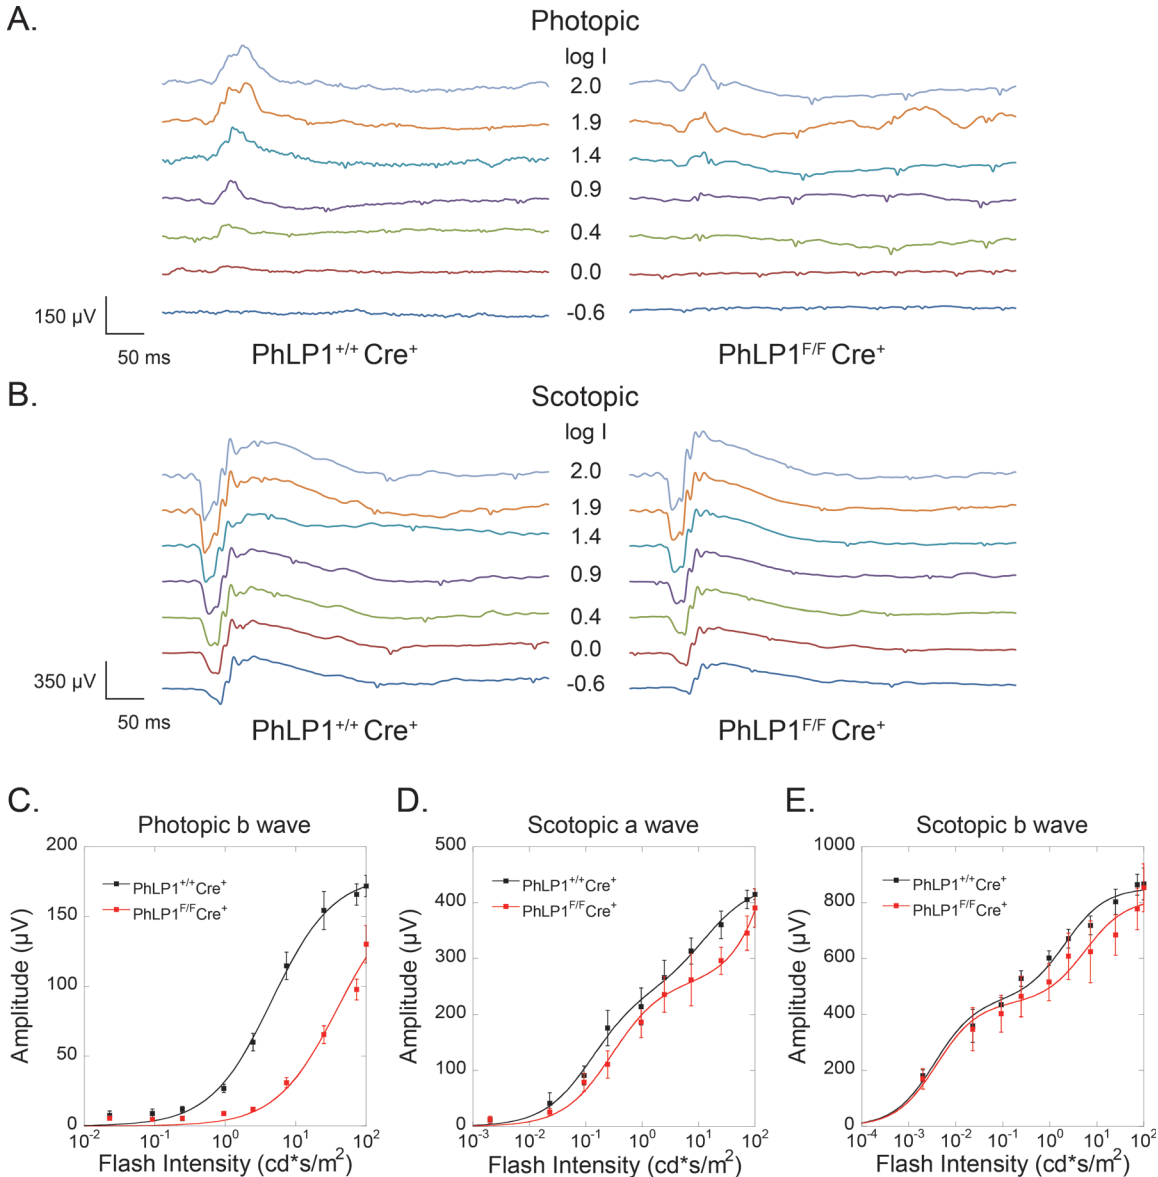 A.
Photopic
log I
2.0
1.9
1.4
0.9
0.4
0.0
-0.6
150 µV
50 ms
PhLP1+/+ Cre+
PhLP1F/F Cre+
B.
Scotopic
log I
2.0
1.9
1.4
0.9
0.4
0.0
-0.6
350 µV
50 ms
PhLP1+/+ Cre+
PhLP1F/F Cre+
C.
Photopic b wave
200
150
100
50
0
PhLP1+/+Cre+
PhLP1F/FCre+
Amplitude (µV)
10-2 10-1 100 101 102
Flash Intensity (cd*s/m2)
D.
Scotopic a wave
500
400
300
200
100
0
PhLP1+/+Cre+
PhLP1F/FCre+
Amplitude (µV)
10-3 10-2 10-1 100 101 102
Flash Intensity (cd*s/m2)
E.
Scotopic b wave
1000
800
600
400
200
0
PhLP1+/+Cre+
PhLP1F/FCre+
Amplitude (µV)
10-4 10-3 10-2 10-1 100 101 102
Flash Intensity (cd*s/m2)